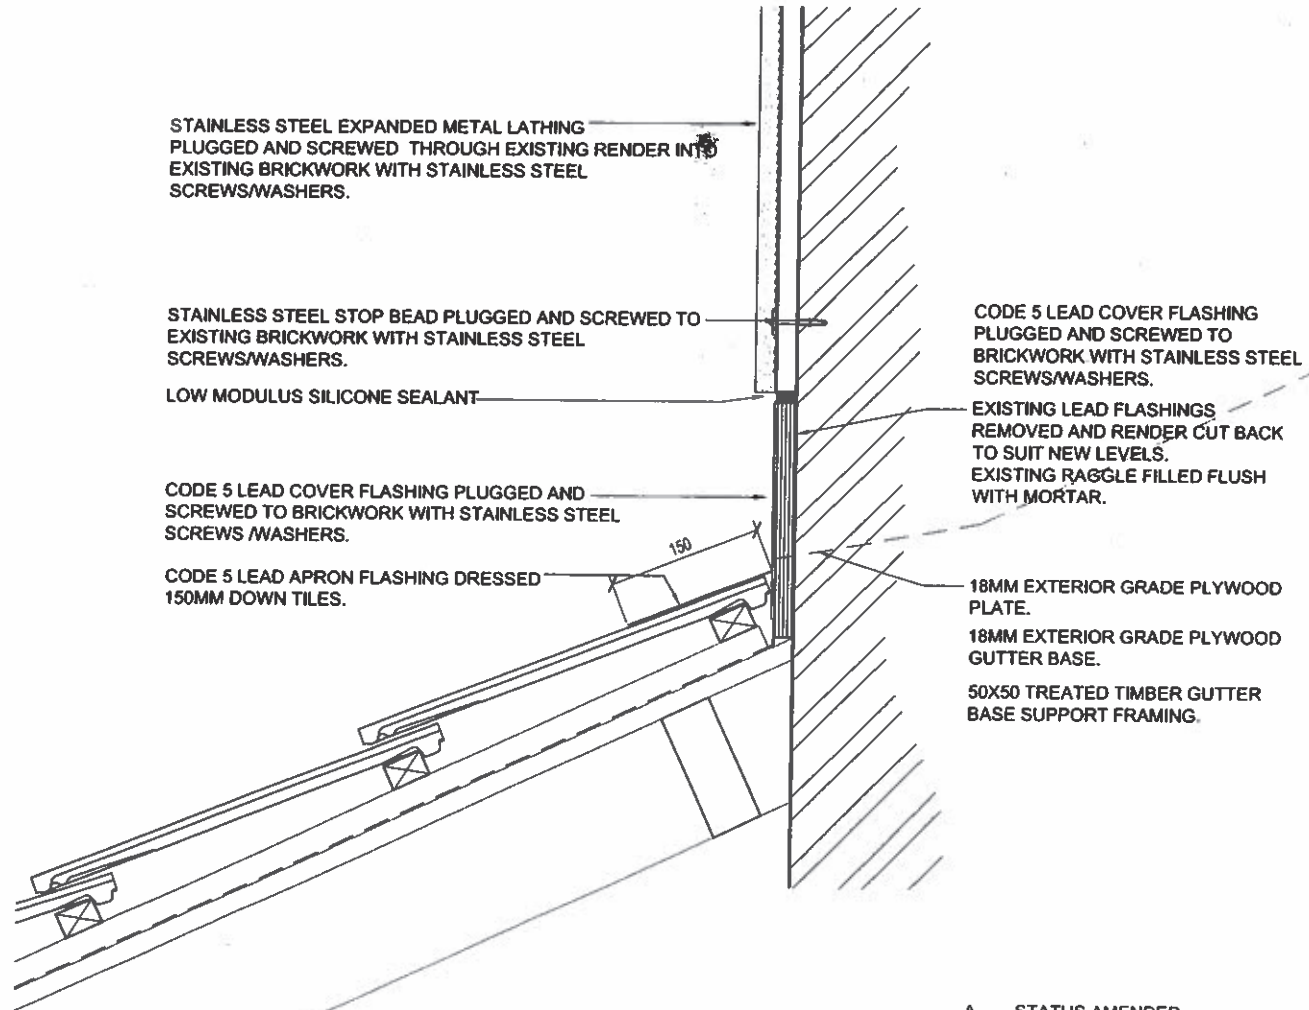 STAINLESS STEEL EXPANDED METAL LATHING
PLUGGED AND SCREWED THROUGH EXISTING RENDER INTO
EXISTING BRICKWORK WITH STAINLESS STEEL
SCREWS/WASHERS.
STAINLESS STEEL STOP BEAD PLUGGED AND SCREWED TO
EXISTING BRICKWORK WITH STAINLESS STEEL
SCREWS/WASHERS.
LOW MODULUS SILICONE SEALANT
CODE 5 LEAD COVER FLASHING PLUGGED AND
SCREWED TO BRICKWORK WITH STAINLESS STEEL
SCREWS /WASHERS.
CODE 5 LEAD APRON FLASHING DRESSED
150MM DOWN TILES.
150
CODE 5 LEAD COVER FLASHING
PLUGGED AND SCREWED TO
BRICKWORK WITH STAINLESS STEEL
SCREWS/WASHERS.
EXISTING LEAD FLASHINGS
REMOVED AND RENDER CUT BACK
TO SUIT NEW LEVELS.
EXISTING RAGGLE FILLED FLUSH
WITH MORTAR.
18MM EXTERIOR GRADE PLYWOOD
PLATE.
18MM EXTERIOR GRADE PLYWOOD
GUTTER BASE.
50X50 TREATED TIMBER GUTTER
BASE SUPPORT FRAMING.
A STATUS AMENDED